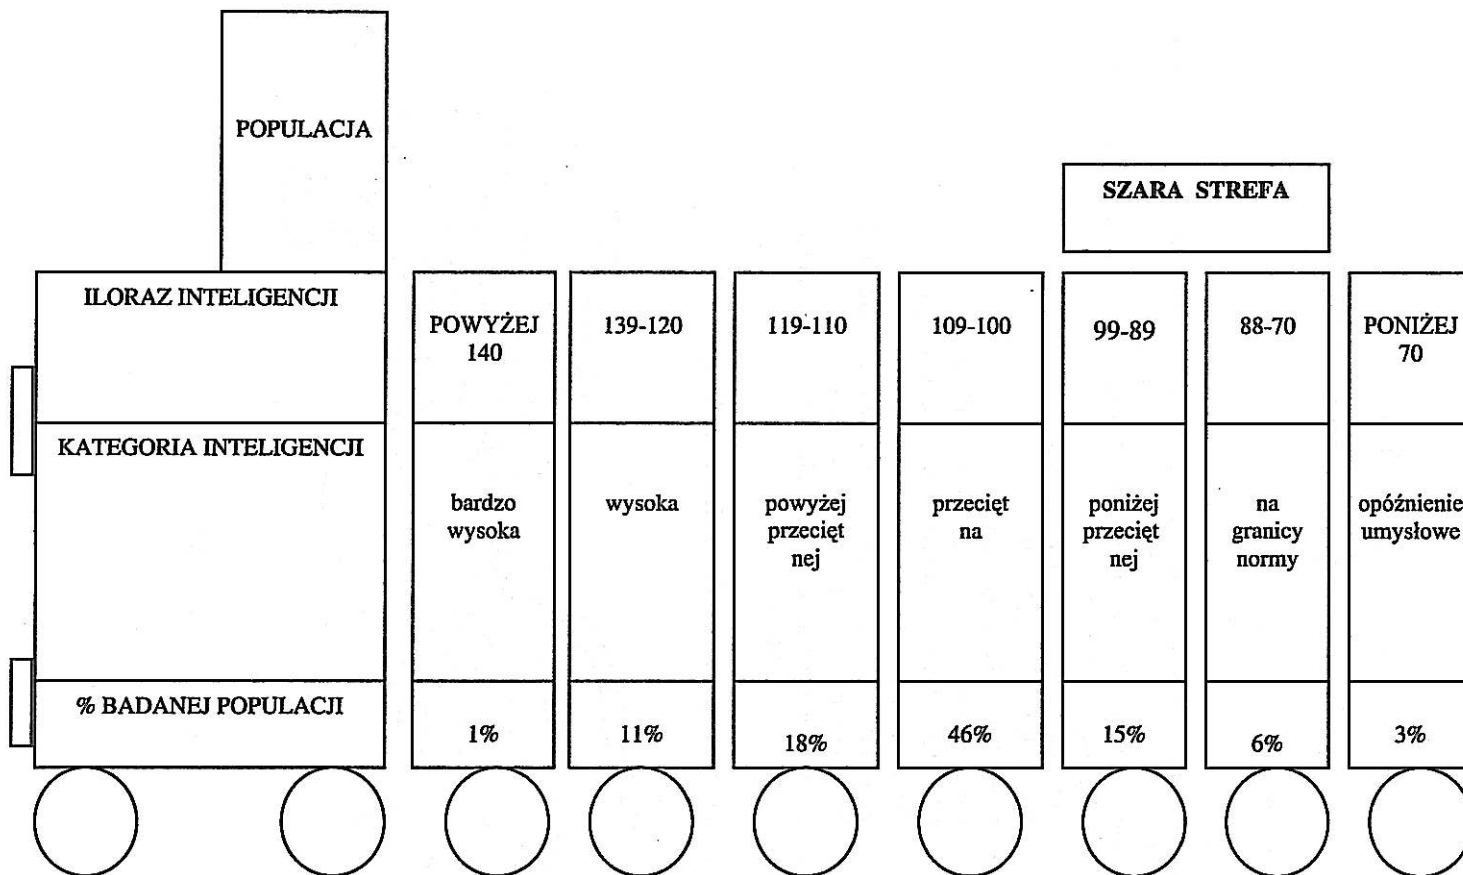 POPULACJA
SZARA STREFA
ILORAZ INTELIGENCJI
POWYŻEJ
140
139-120
119-110
109-100
99-89
88-70
PONIŻEJ
70
KATEGORIA INTELIGENCJI
bardzo
wysoka
wysoka
powyżej
przecięt
nej
przecięt
na
poniżej
przecięt
nej
na
granicy
normy
opóźnienie
umysłowe
% BADANEJ POPULACJI
1%
11%
18%
46%
15%
6%
3%